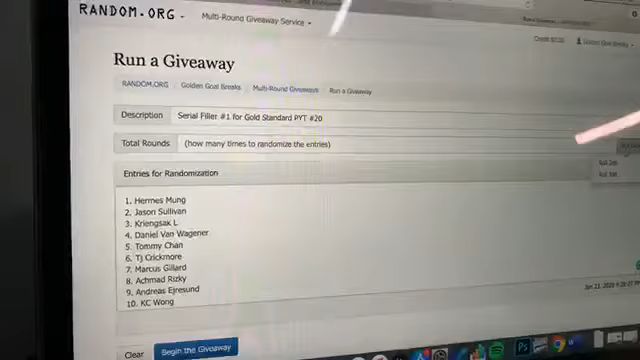 RANDOM.ORG
Multi-Round Giveaway Service
Run a Giveaway
RANDOM.ORG Golden Goal Breaks Multi-Round Giveaways Run a Giveaway
Description Serial Filler #1 for Gold Standard PYT #20
Total Rounds (how many times to randomize the entries)
Entries for Randomization
1. Hermes Mung
2. Jason Sullivan
3. Kriengsak L
4. Daniel Van Wagener
5. Tommy Chan
6. Tj Crickmore
7. Marcus Gillard
8. Achmad Rizky
9. Andreas Ejresund
10. KC Wong
Clear Begin the Giveaway